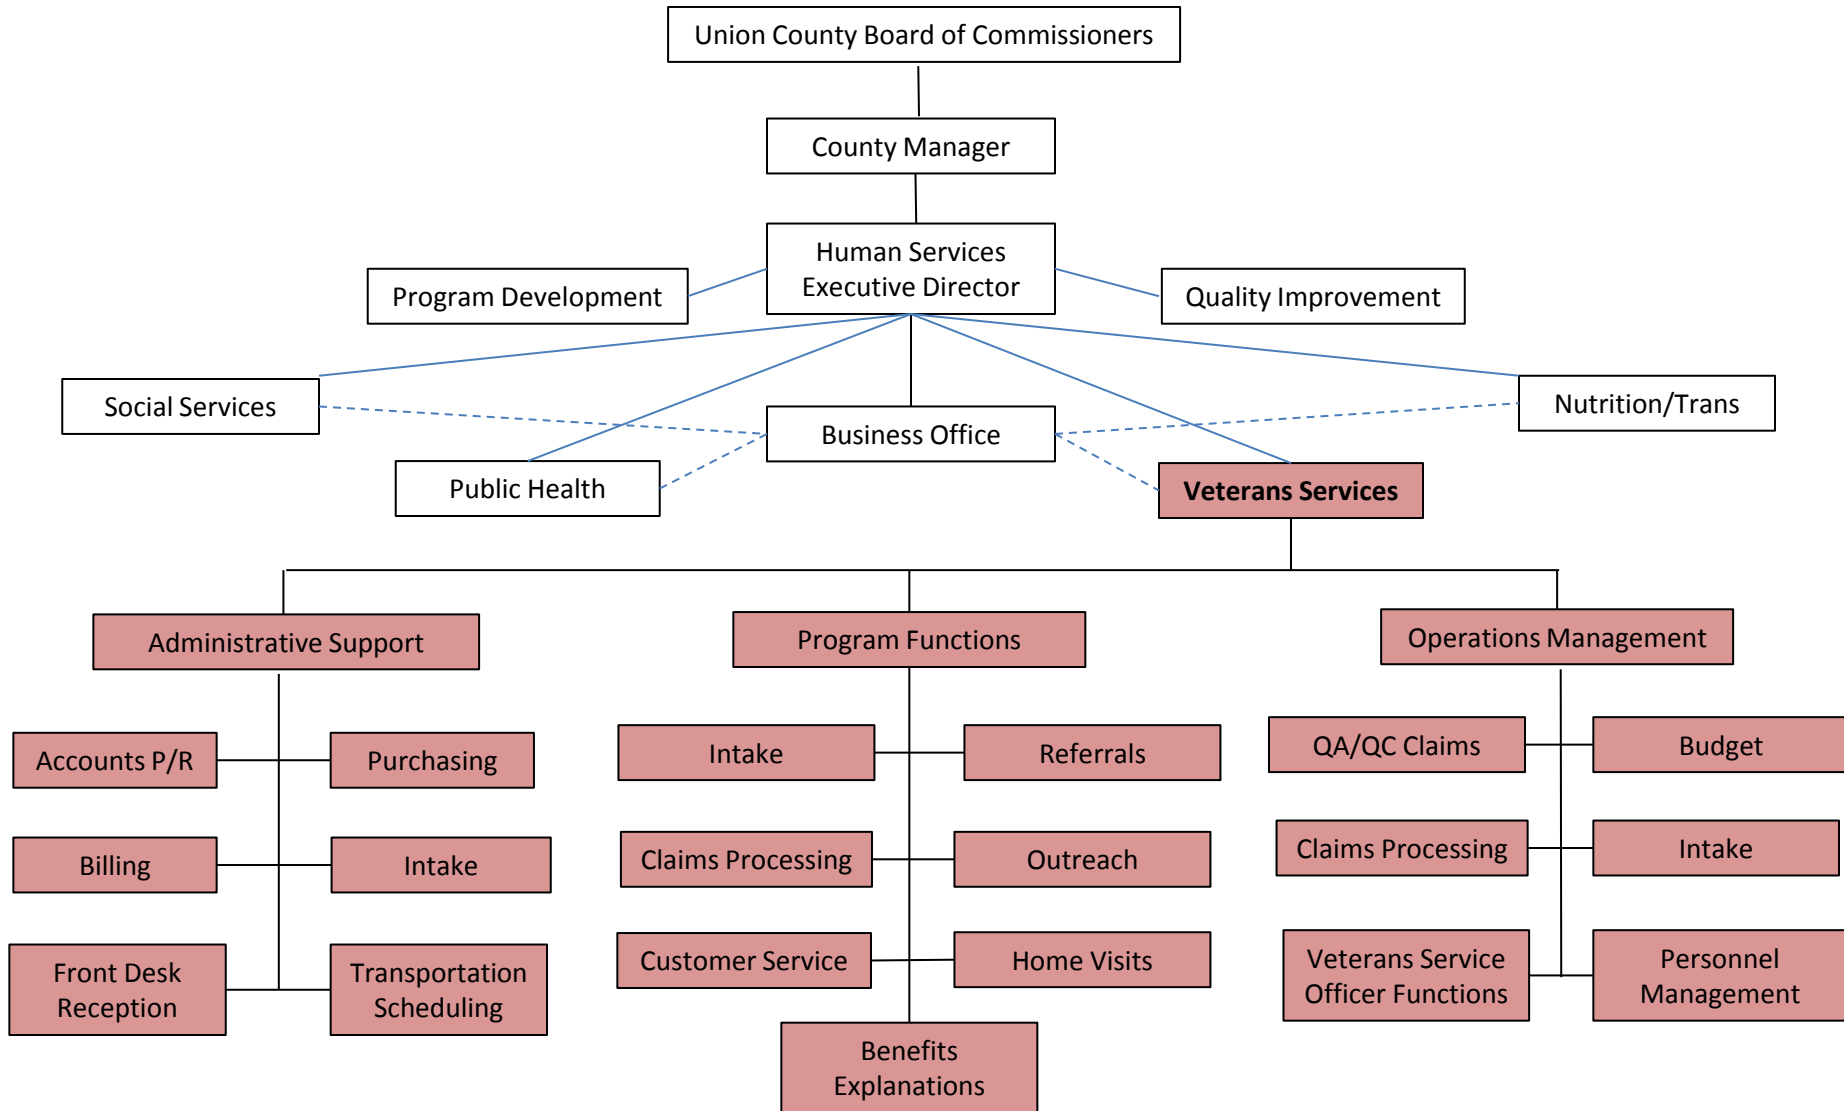 Union County Board of Commissioners
County Manager
Human Services
Executive Director
Program Development
Quality Improvement
Social Services
Business Office
Nutrition/Trans
Public Health
Veterans Services
Administrative Support
Program Functions
Operations Management
Accounts P/R
Purchasing
Intake
Referrals
QA/QC Claims
Budget
Billing
Intake
Claims Processing
Outreach
Claims Processing
Intake
Front Desk
Reception
Transportation
Scheduling
Customer Service
Home Visits
Veterans Service
Officer Functions
Personnel
Management
Benefits
Explanations